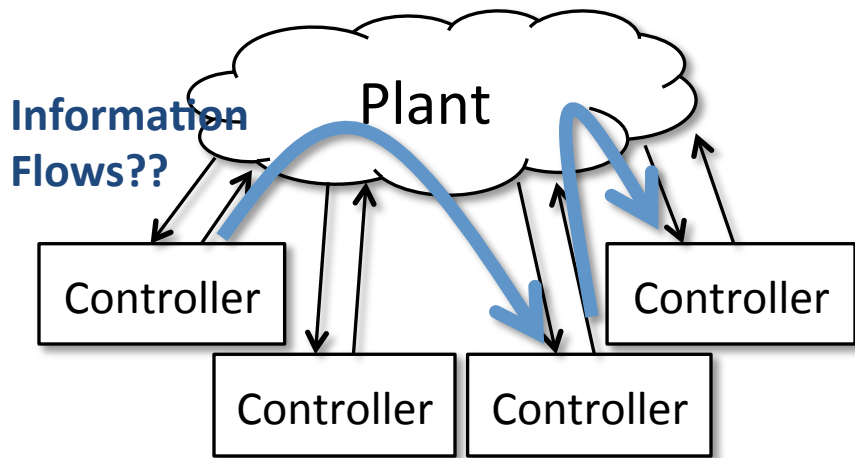 Plant
Information
Flows??
Controller
Controller
Controller
Controller